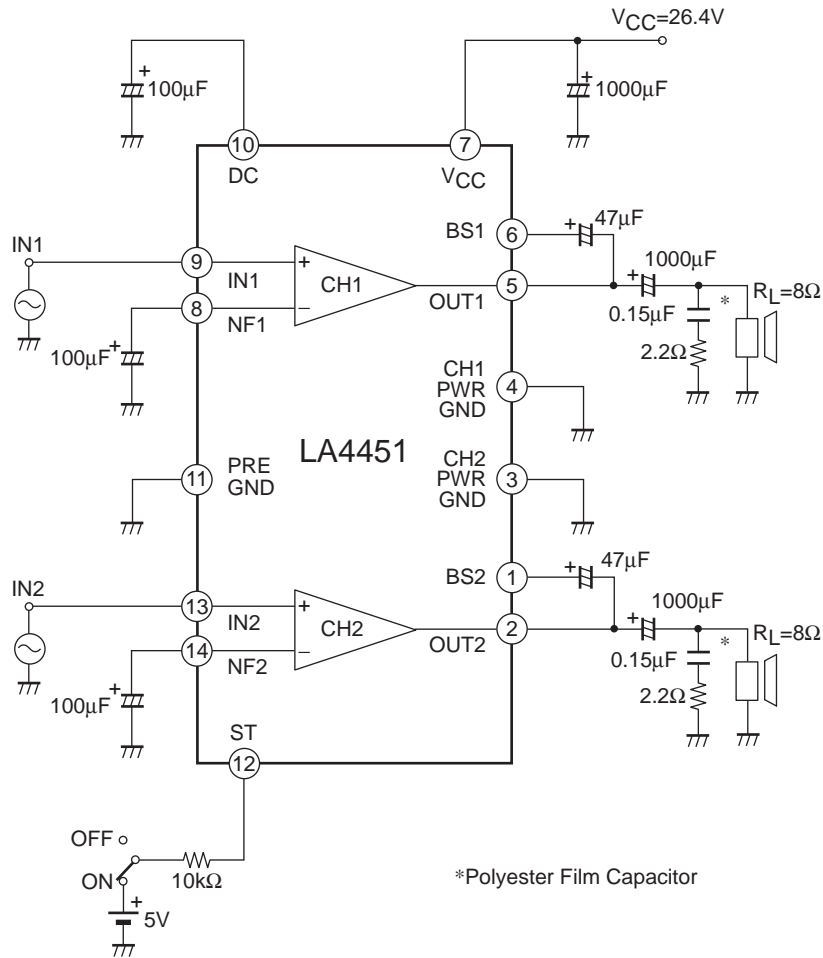 VCC=26.4V
+
100μF
+
1000μF
10
7
DC
VCC
BS1
6
+
47μF
IN1
9
IN1
+
CH1
OUT1
5
+
1000μF
RL=8Ω
*
0.15μF
8
NF1
−
100μF
+
2.2Ω
CH1
PWR
GND
4
LA4451
PRE
GND
11
CH2
PWR
GND
3
BS2
1
+
47μF
IN2
13
IN2
+
CH2
OUT2
2
+
1000μF
RL=8Ω
*
0.15μF
14
NF2
−
100μF
+
2.2Ω
ST
12
OFF
ON
10kΩ
+
5V
*Polyester Film Capacitor